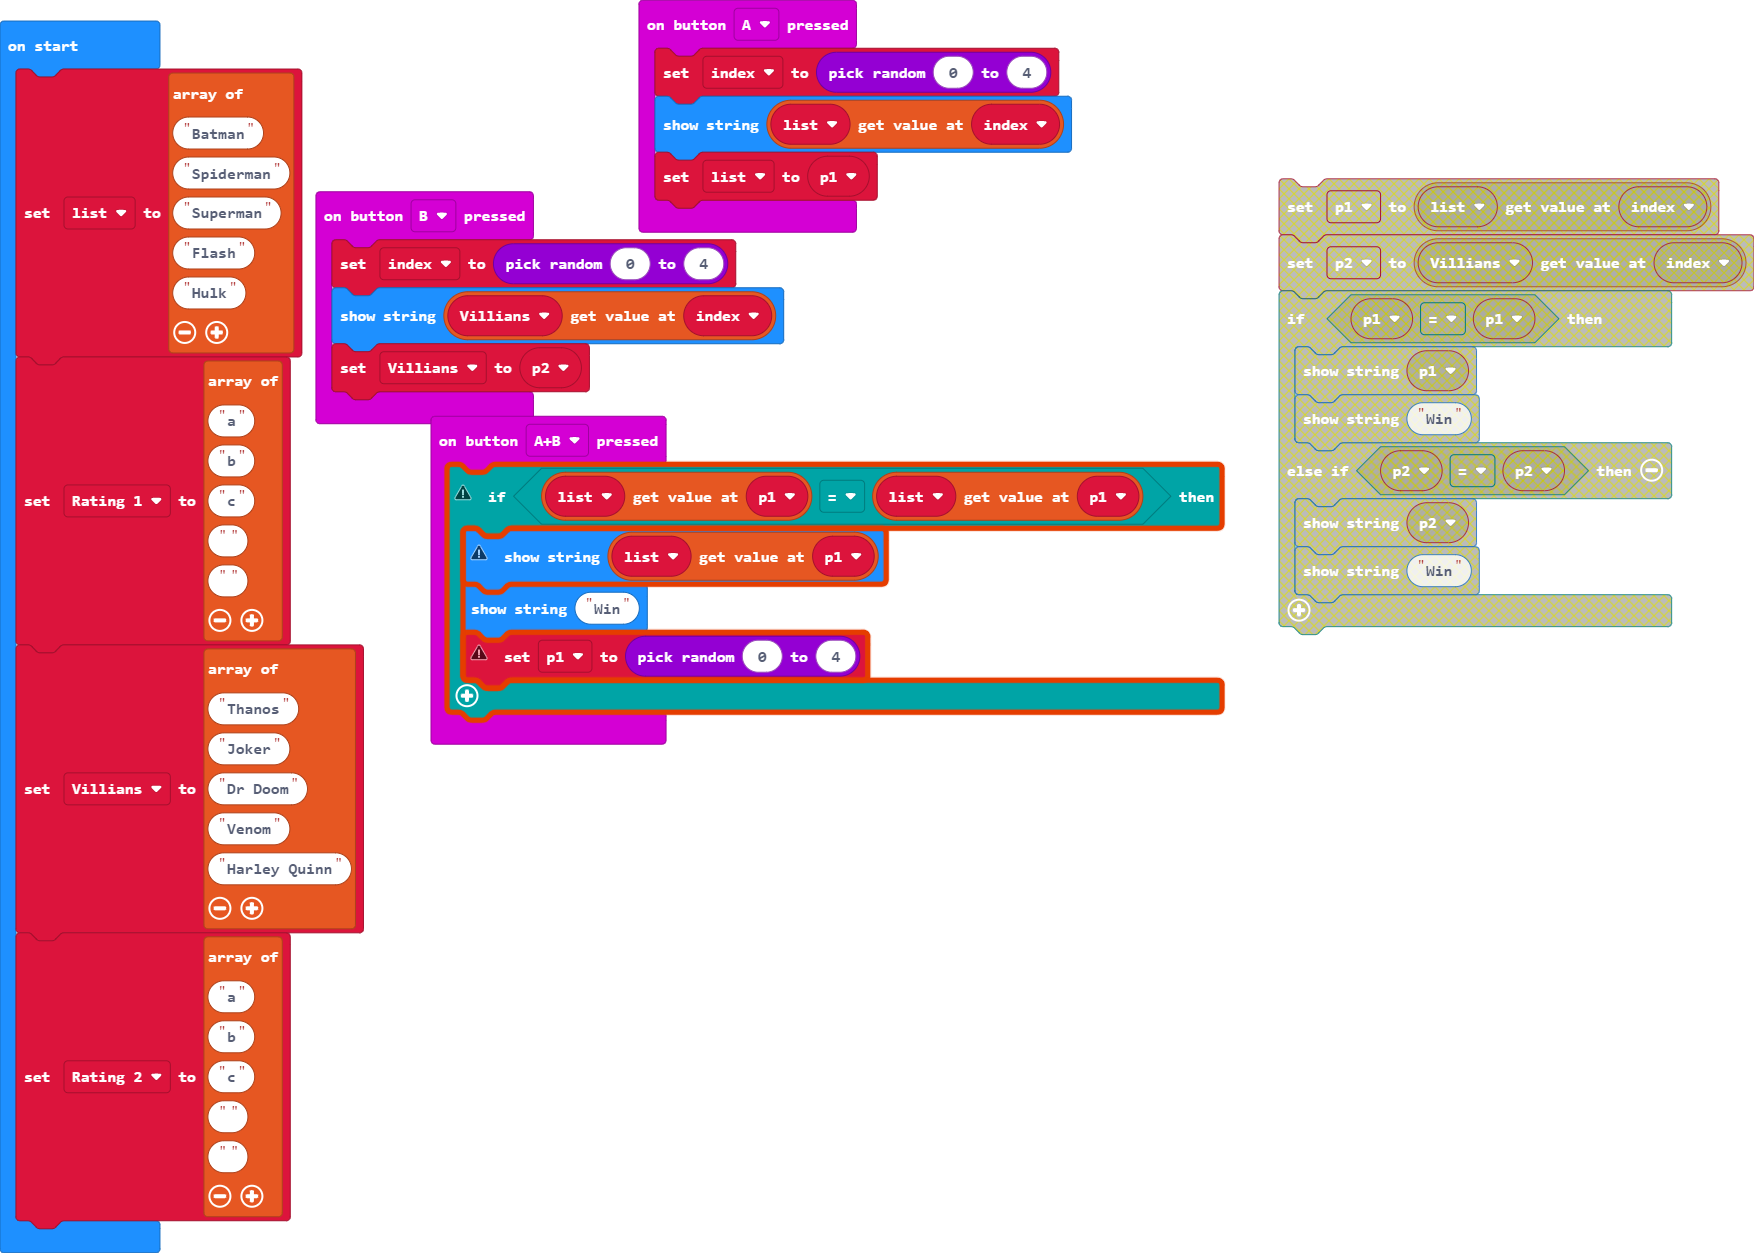 on start
set list to array of
"Batman"
"Spiderman"
"Superman"
"Flash"
"Hulk"
set Rating 1 to array of
"a"
"b"
"c"
" "
" "
set Villians to array of
"Thanos"
"Joker"
"Dr Doom"
"Venom"
"Harley Quinn"
set Rating 2 to array of
"a"
"b"
"c"
" "
" "
on button B pressed
set index to pick random 0 to 4
show string Villians get value at index
set Villians to p2
on button A pressed
set index to pick random 0 to 4
show string list get value at index
set list to p1
on button A+B pressed
if list get value at p1 = list get value at p1 then
show string list get value at p1
show string "Win"
set p1 to pick random 0 to 4
set p1 to list get value at index
set p2 to Villians get value at index
if p1 = p1 then
show string p1
show string "Win"
else if p2 = p2 then
show string p2
show string "Win"